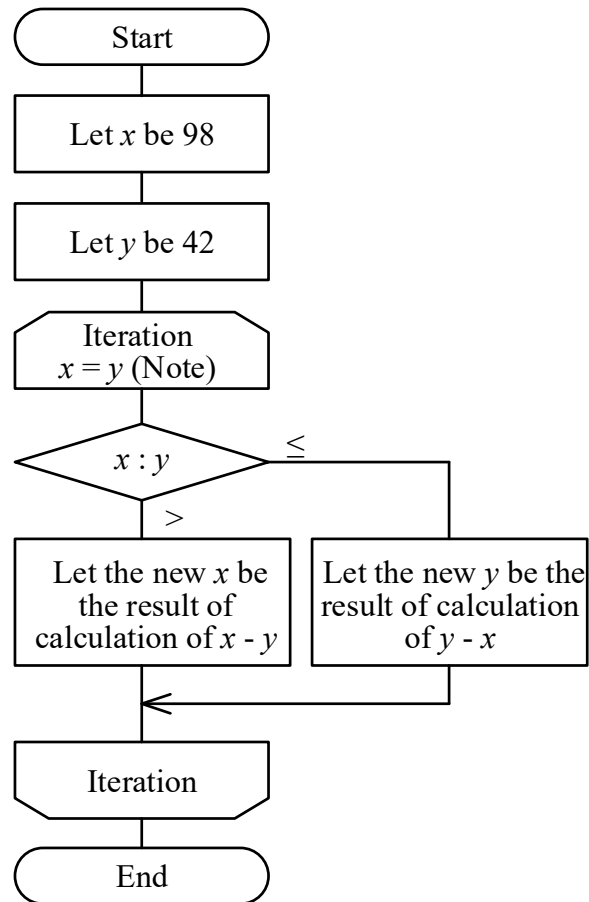 Start
Let x be 98
Let y be 42
Iteration
x = y (Note)
x : y
≤
>
Let the new x be
the result of
calculation of x - y
Let the new y be the
result of calculation
of y - x
Iteration
End